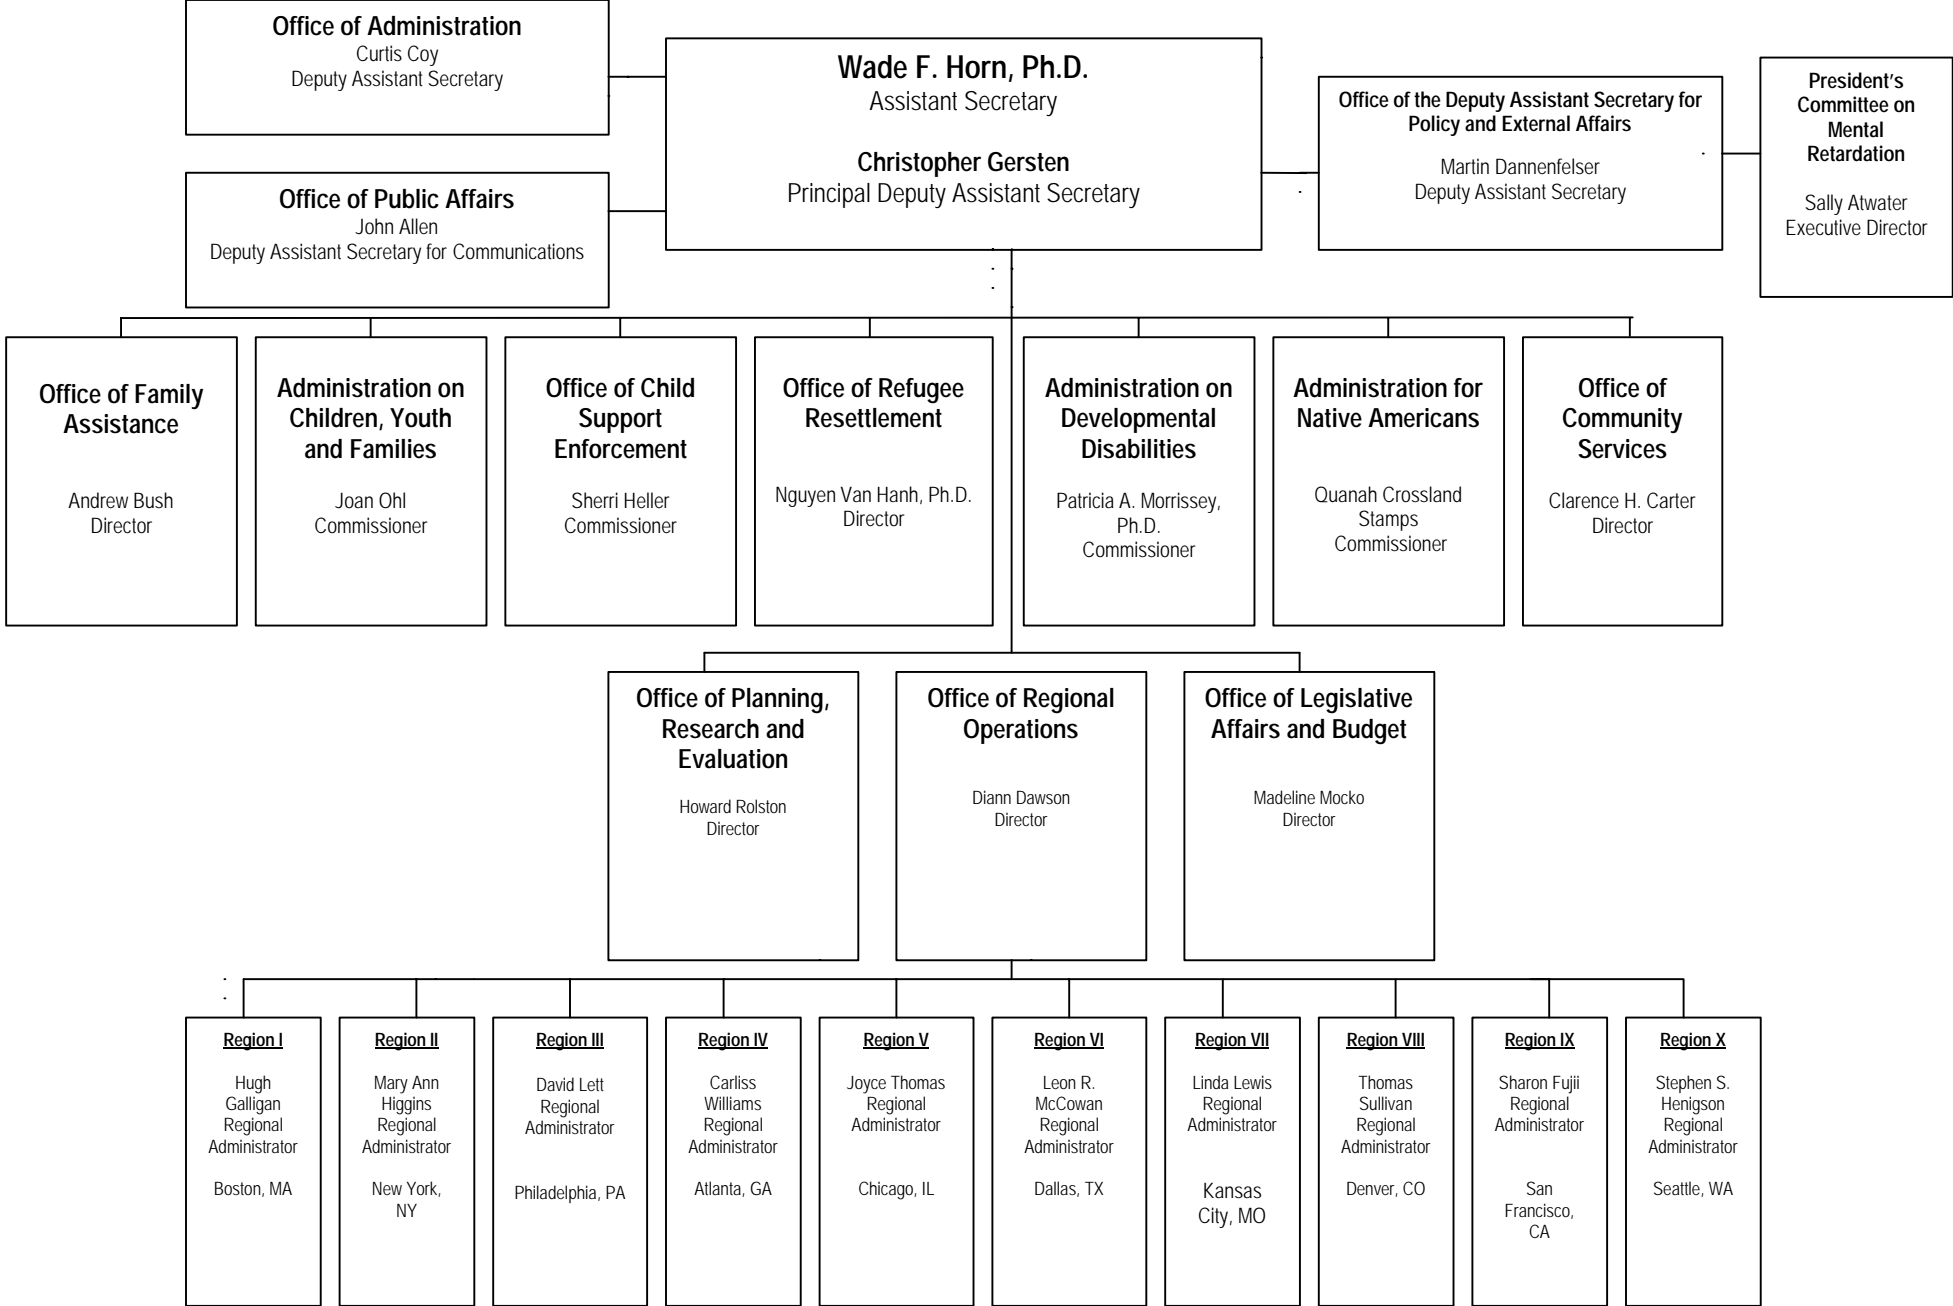 Office of Administration
Curtis Coy
Deputy Assistant Secretary
Wade F. Horn, Ph.D.
Assistant Secretary
Christopher Gersten
Principal Deputy Assistant Secretary
Office of Public Affairs
John Allen
Deputy Assistant Secretary for Communications
Office of the Deputy Assistant Secretary for
Policy and External Affairs
Martin Dannenfelser
Deputy Assistant Secretary
President's
Committee on
Mental
Retardation
Sally Atwater
Executive Director
Office of Family
Assistance
Andrew Bush
Director
Administration on
Children, Youth
and Families
Joan Ohl
Commissioner
Office of Child
Support
Enforcement
Sherri Heller
Commissioner
Office of Refugee
Resettlement
Nguyen Van Hanh, Ph.D.
Director
Administration on
Developmental
Disabilities
Patricia A. Morrissey,
Ph.D.
Commissioner
Administration for
Native Americans
Quanah Crossland
Stamps
Commissioner
Office of
Community
Services
Clarence H. Carter
Director
Office of Planning,
Research and
Evaluation
Howard Rolston
Director
Office of Regional
Operations
Diann Dawson
Director
Office of Legislative
Affairs and Budget
Madeline Mocko
Director
Region I
Hugh
Galligan
Regional
Administrator
Boston, MA
Region II
Mary Ann
Higgins
Regional
Administrator
New York,
NY
Region III
David Lett
Regional
Administrator
Philadelphia, PA
Region IV
Carliss
Williams
Regional
Administrator
Atlanta, GA
Region V
Joyce Thomas
Regional
Administrator
Chicago, IL
Region VI
Leon R.
McCowan
Regional
Administrator
Dallas, TX
Region VII
Linda Lewis
Regional
Administrator
Kansas
City, MO
Region VIII
Thomas
Sullivan
Regional
Administrator
Denver, CO
Region IX
Sharon Fujii
Regional
Administrator
San
Francisco,
CA
Region X
Stephen S.
Henigson
Regional
Administrator
Seattle, WA